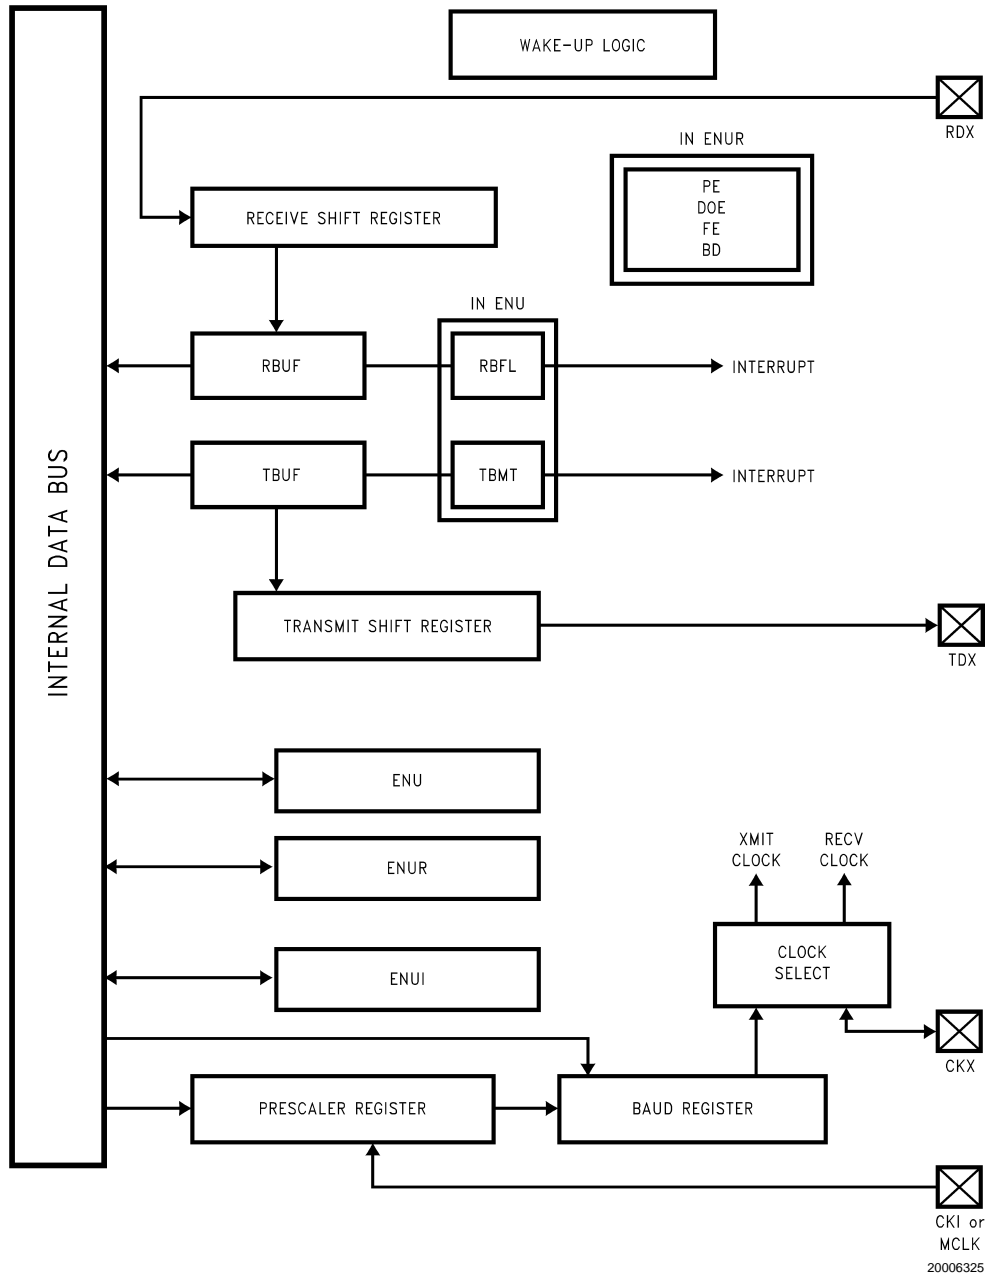 WAKE-UP LOGIC
RDX
IN ENUR
PE
DOE
FE
BD
RECEIVE SHIFT REGISTER
IN ENU
RBUF
RBFL
INTERRUPT
TBUF
TBMT
INTERRUPT
INTERNAL DATA BUS
TRANSMIT SHIFT REGISTER
TDX
ENU
ENUR
XMIT
CLOCK
RECV
CLOCK
CLOCK
SELECT
ENUI
CKX
PRESCALER REGISTER
BAUD REGISTER
CKI or
MCLK
20006325